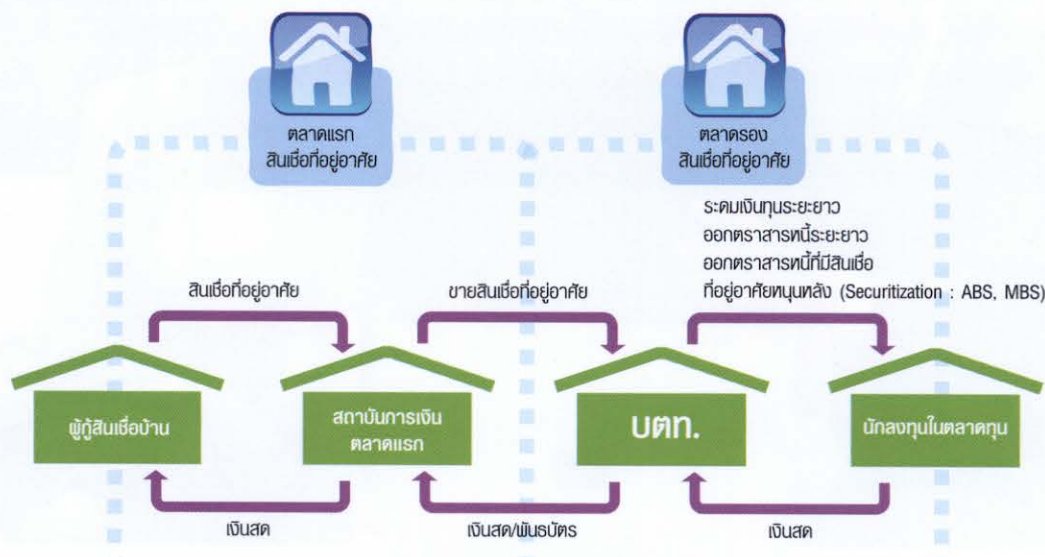 ตลาดแรก
สินเชื่อที่อยู่อาศัย
ตลาดรอง
สินเชื่อที่อยู่อาศัย
ระดมเงินทุนระยะยาว
ออกตราสารหนี้ระยะยาว
ออกตราสารหนี้ที่มีสินเชื่อ
ที่อยู่อาศัยหนุนหลัง (Securitization : ABS, MBS)
สินเชื่อที่อยู่อาศัย
ขายสินเชื่อที่อยู่อาศัย
ผู้กู้สินเชื่อบ้าน
สถาบันการเงิน
ตลาดแรก
บตท.
นักลงทุนในตลาดทุน
เงินสด
เงินสด/พันธบัตร
เงินสด